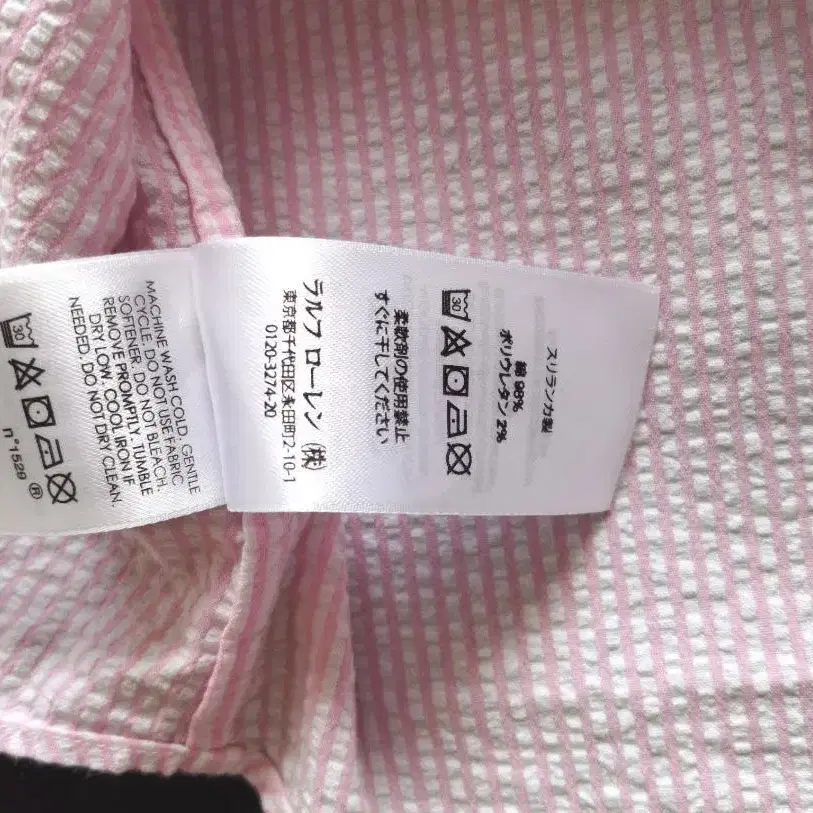 MACHINE WASH COLD, GENTLE
CYCLE. DO NOT USE FABRIC
SOFTENER. DO NOT BLEACH.
REMOVE PROMPTLY. TUMBLE
DRY LOW. COOL IRON IF
NEEDED. DO NOT DRY CLEAN.
30
n°1529 ®
スリランカ製
綿 98%
ポリウレタン 2%
30
柔軟剤の使用禁止
すぐに干してください
ラルフ ローレン (株)
東京都千代田区永田町2-10-1
0120-3274-20